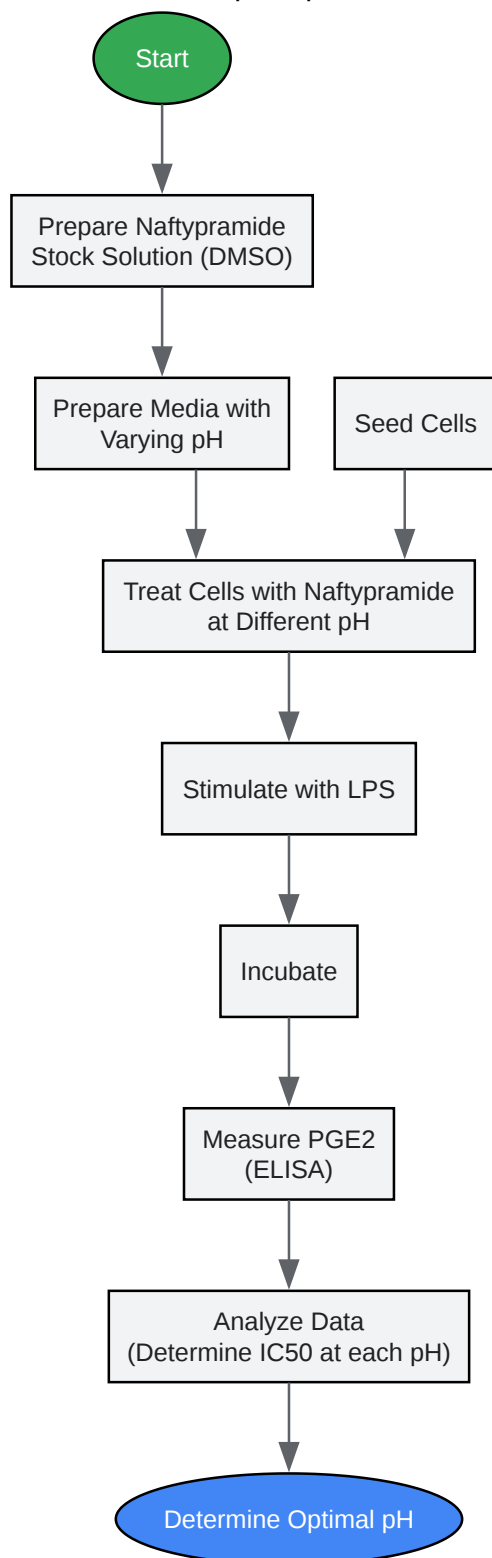 Start
Prepare Naftypramide
Stock Solution (DMSO)
Prepare Media with
Varying pH
Seed Cells
Treat Cells with Naftypramide
at Different pH
Stimulate with LPS
Incubate
Measure PGE2
(ELISA)
Analyze Data
(Determine IC50 at each pH)
Determine Optimal pH